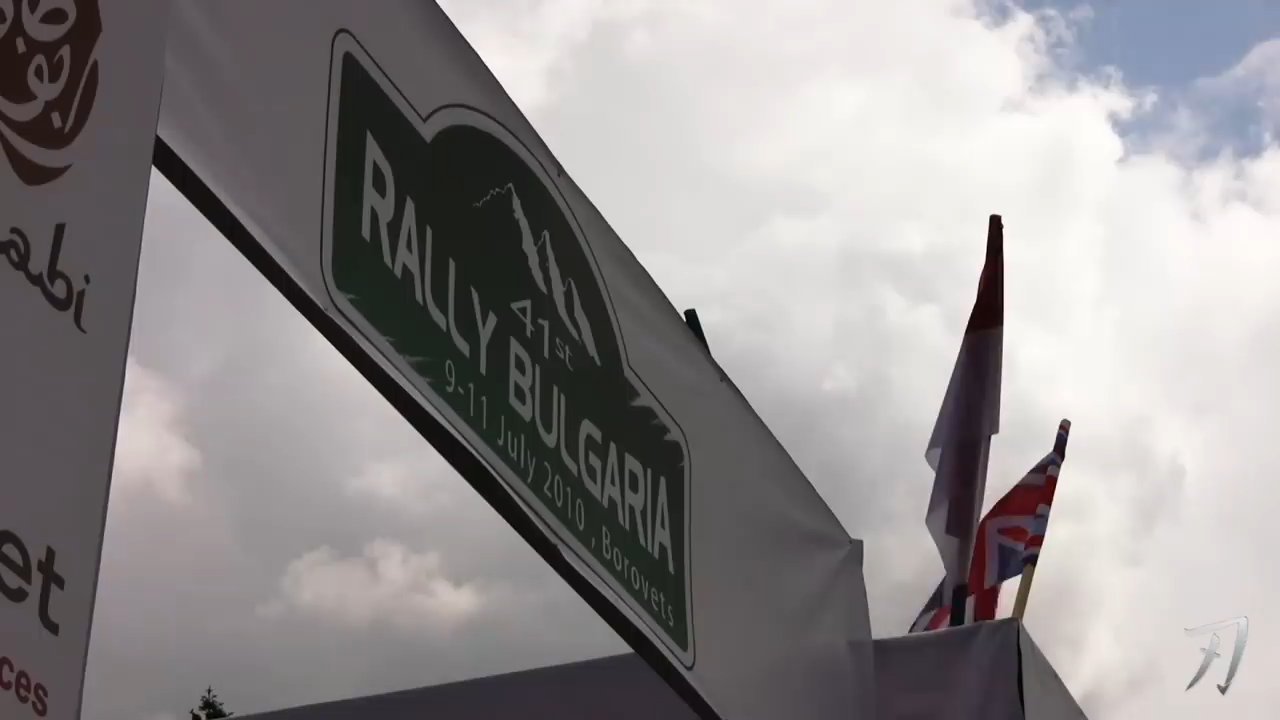 abi
et
ces
41st
RALLY BULGARIA
9-11 July 2010 , Borovets